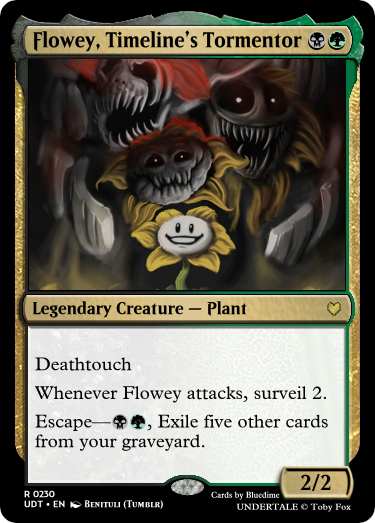 Flowey, Timeline's Tormentor
Legendary Creature — Plant
Deathtouch
Whenever Flowey attacks, surveil 2.
Escape—, Exile five other cards
from your graveyard.
2/2
R 0230
UDT • EN Benituli (Tumblr)
Cards by Bluedime
UNDERTALE © Toby Fox